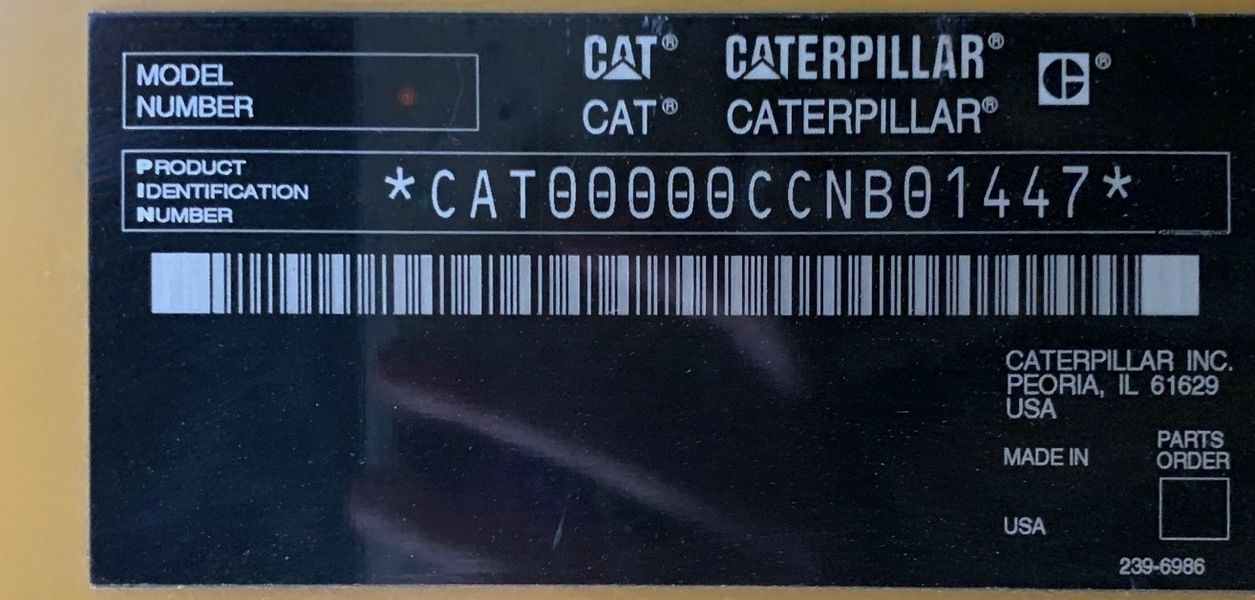 MODEL
NUMBER
CAT® CATERPILLAR® C®
CAT® CATERPILLAR®
PRODUCT
IDENTIFICATION
NUMBER
*CAT00000CCNB01447*
CATERPILLAR INC.
PEORIA, IL 61629
USA
MADE IN
USA
PARTS
ORDER
239-6986